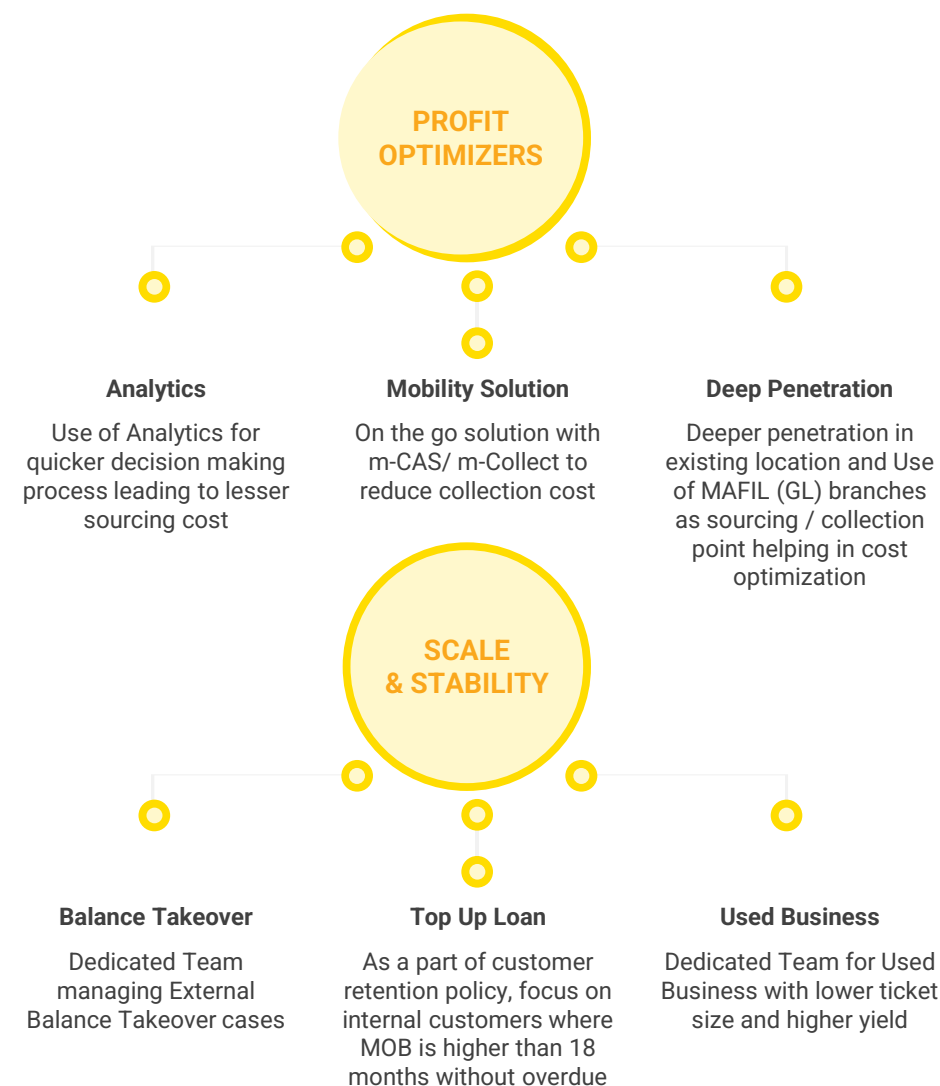 PROFIT
OPTIMIZERS
Analytics
Use of Analytics for
quicker decision making
process leading to lesser
sourcing cost
Mobility Solution
On the go solution with
m-CAS/ m-Collect to
reduce collection cost
Deep Penetration
Deeper penetration in
existing location and Use
of MAFIL (GL) branches
as sourcing / collection
point helping in cost
optimization
SCALE
& STABILITY
Balance Takeover
Dedicated Team
managing External
Balance Takeover cases
Top Up Loan
As a part of customer
retention policy, focus on
internal customers where
MOB is higher than 18
months without overdue
Used Business
Dedicated Team for Used
Business with lower ticket
size and higher yield